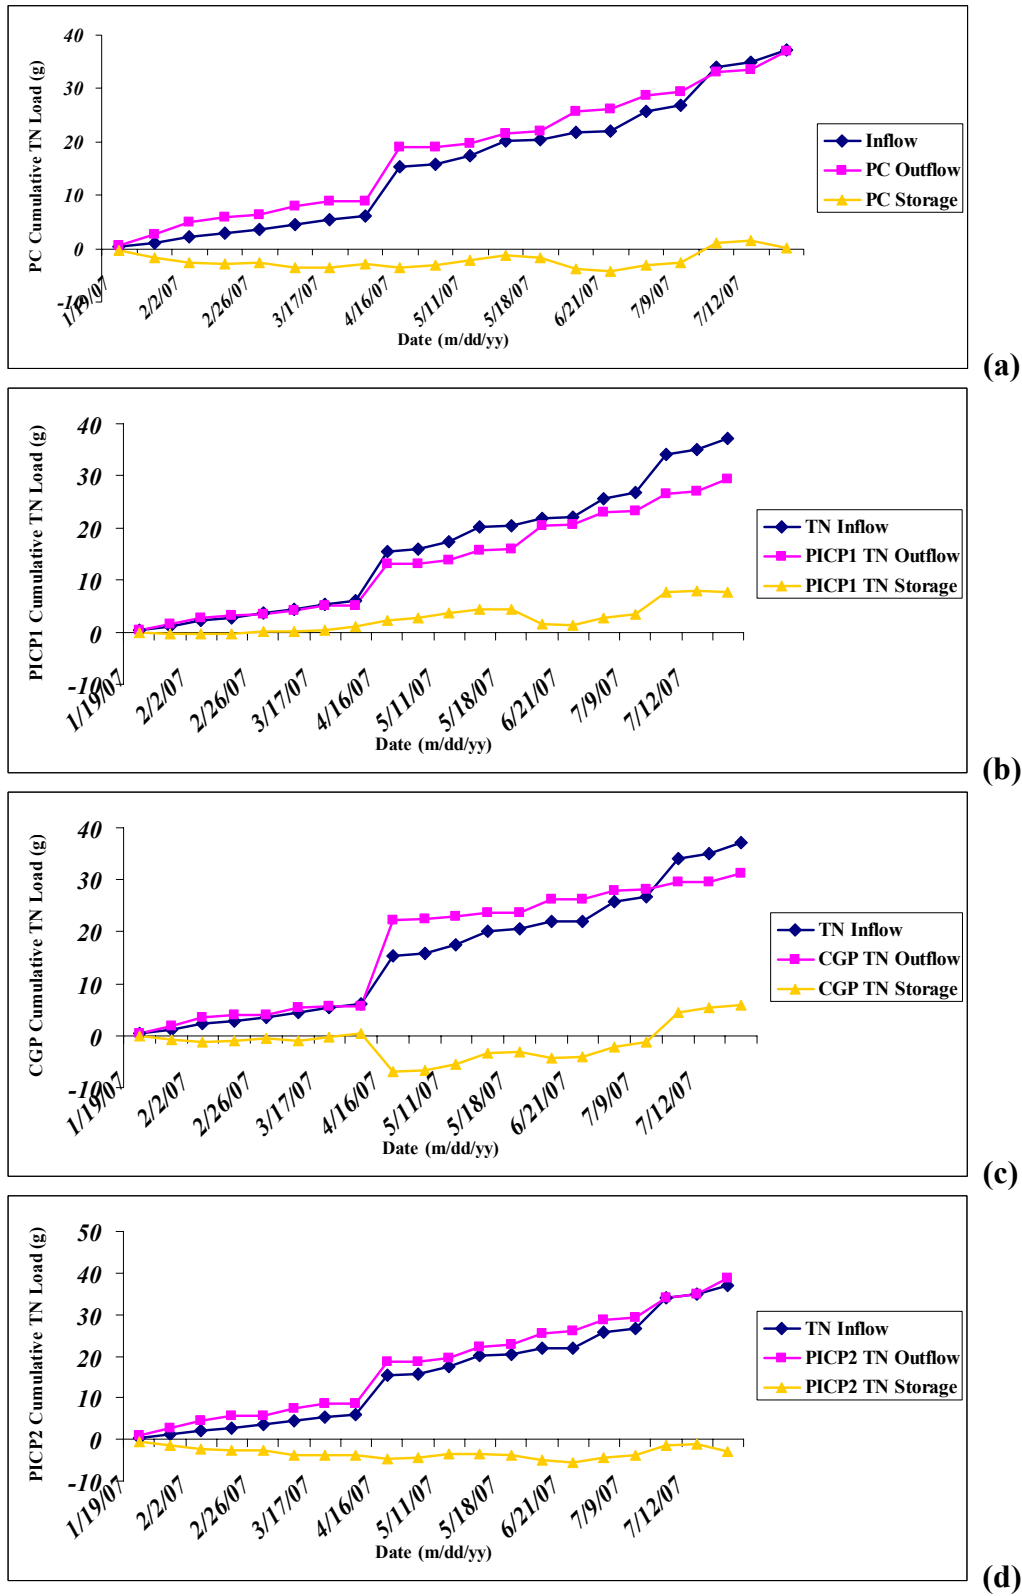 PC Cumulative TN Load (g)
40
30
20
10
0
-10
1/19/07
2/2/07
2/26/07
3/17/07
4/16/07
5/11/07
5/18/07
6/21/07
7/9/07
7/12/07
Date (m/dd/yy)
Inflow
PC Outflow
PC Storage
(a)
PICP1 Cumulative TN Load (g)
40
30
20
10
0
-10
1/19/07
2/2/07
2/26/07
3/17/07
4/16/07
5/11/07
5/18/07
6/21/07
7/9/07
7/12/07
Date (m/dd/yy)
TN Inflow
PICP1 TN Outflow
PICP1 TN Storage
(b)
CGP Cumulative TN Load (g)
40
30
20
10
0
-10
1/19/07
2/2/07
2/26/07
3/17/07
4/16/07
5/11/07
5/18/07
6/21/07
7/9/07
7/12/07
Date (m/dd/yy)
TN Inflow
CGP TN Outflow
CGP TN Storage
(c)
PICP2 Cumulative TN Load (g)
50
40
30
20
10
0
-10
1/19/07
2/2/07
2/26/07
3/17/07
4/16/07
5/11/07
5/18/07
6/21/07
7/9/07
7/12/07
Date (m/dd/yy)
TN Inflow
PICP2 TN Outflow
PICP2 TN Storage
(d)